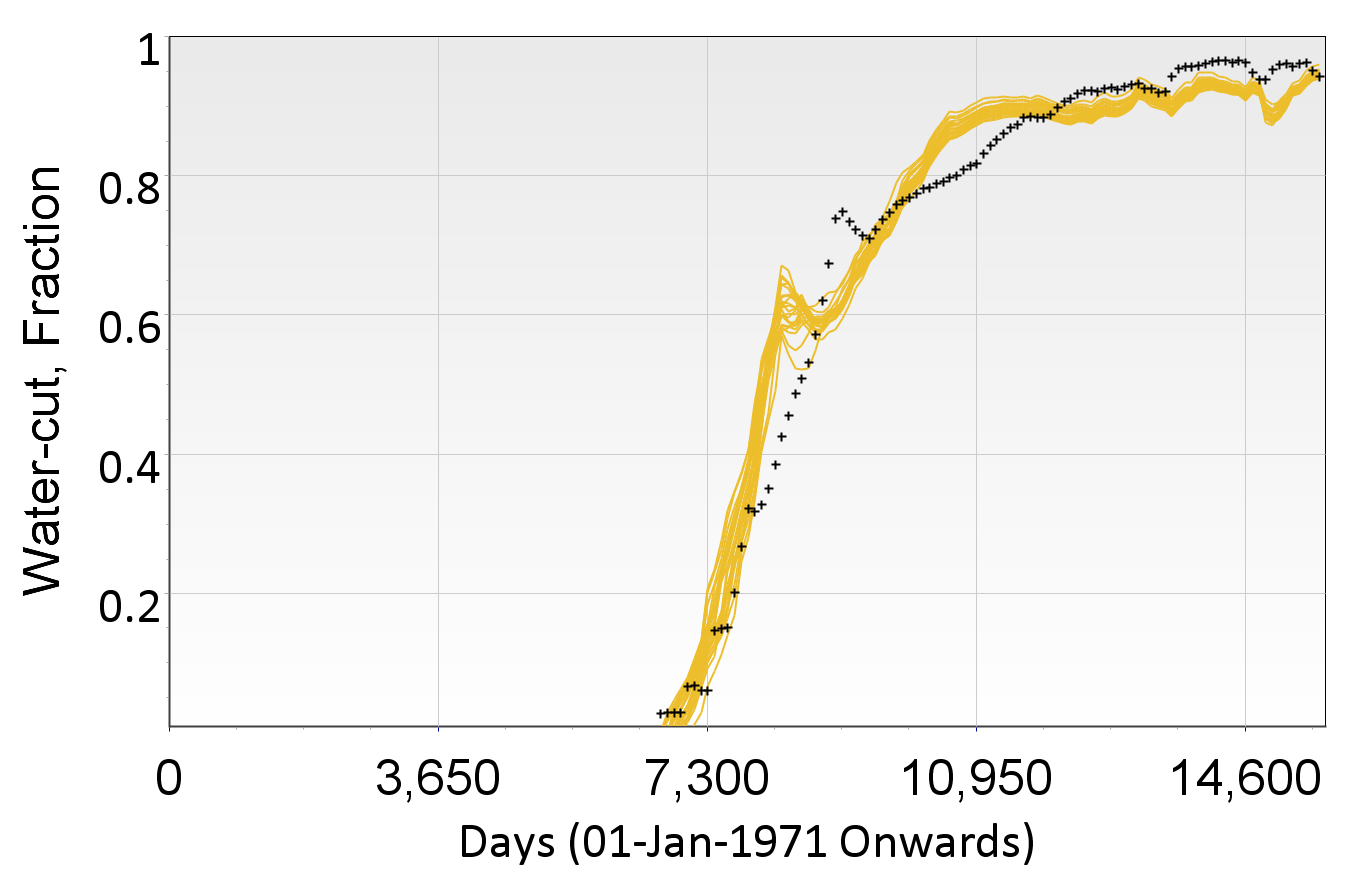 1
0.8
0.6
0.4
0.2
Water-cut, Fraction
0 3,650 7,300 10,950 14,600
Days (01-Jan-1971 Onwards)